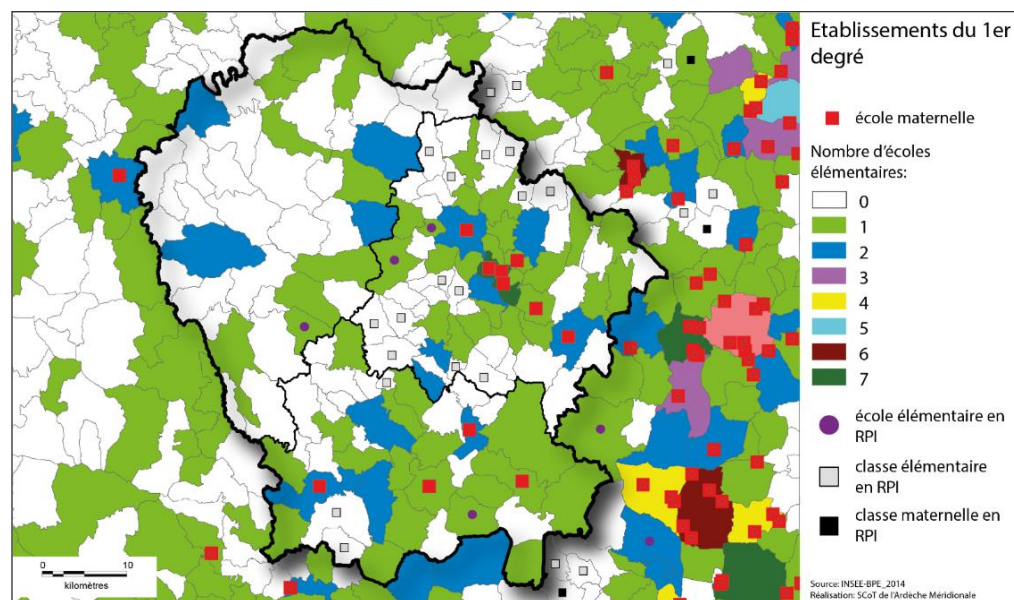 Etablissements du 1er
degré
école maternelle
Nombre d'écoles
élémentaires:
0
1
2
3
4
5
6
7
école élémentaire en
RPI
classe élémentaire
en RPI
classe maternelle en
RPI
0 10
kilomètres
Source: INSEE-BPE_2014
Réalisation: SCoT de l'Ardèche Méridionale